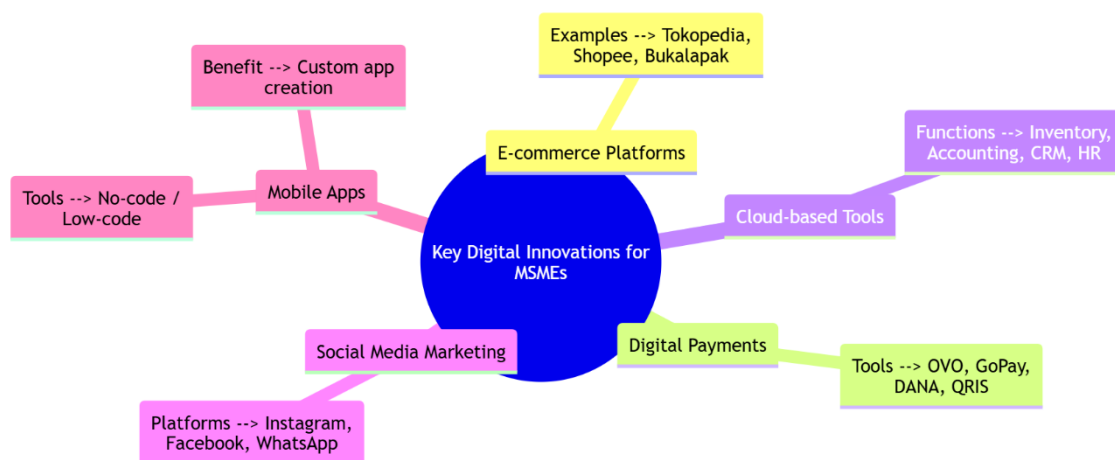 Examples --> Tokopedia,
Shopee, Bukalapak
Benefit --> Custom app
creation
Functions --> Inventory,
Accounting, CRM, HR
E-commerce Platforms
Tools --> No-code /
Low-code
Mobile Apps
Cloud-based Tools
Key Digital Innovations for
MSMEs
Social Media Marketing
Digital Payments
Tools --> OVO, GoPay,
DANA, QRIS
Platforms --> Instagram,
Facebook, WhatsApp